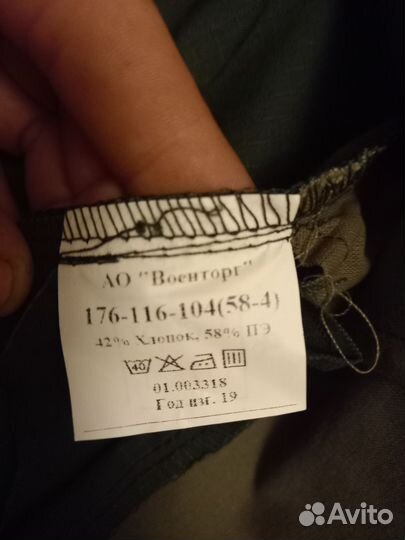 АО "Военторг"
176-116-104(58-4)
42% Хлопок, 58% ПЭ
40
01.003318
Год изг. 19
Avito